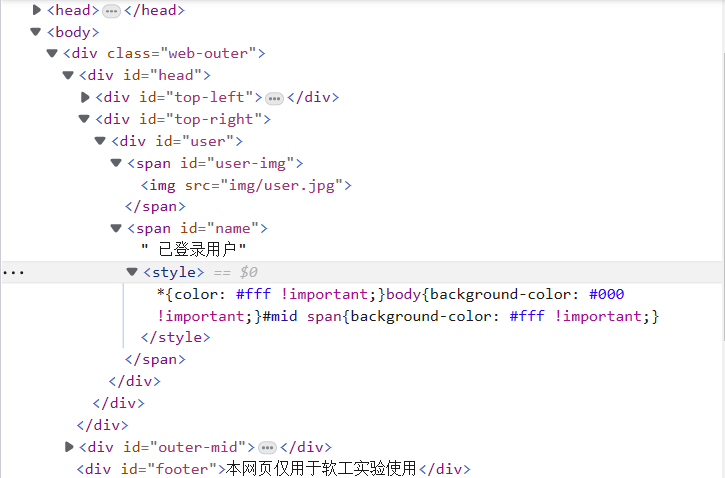 ▶<head>…</head>
▼<body>
▼<div class="web-outer">
▼<div id="head">
▶<div id="top-left">…</div>
▼<div id="top-right">
▼<div id="user">
▼<span id="user-img">
<img src="img/user.jpg">
</span>
▼<span id="name">
" 已登录用户"
… ▼<style> == $0
*{color: #fff !important;}body{background-color: #000
!important;}#mid span{background-color: #fff !important;}
</style>
</span>
</div>
</div>
</div>
▶<div id="outer-mid">…</div>
<div id="footer">本网页仅用于软工实验使用</div>